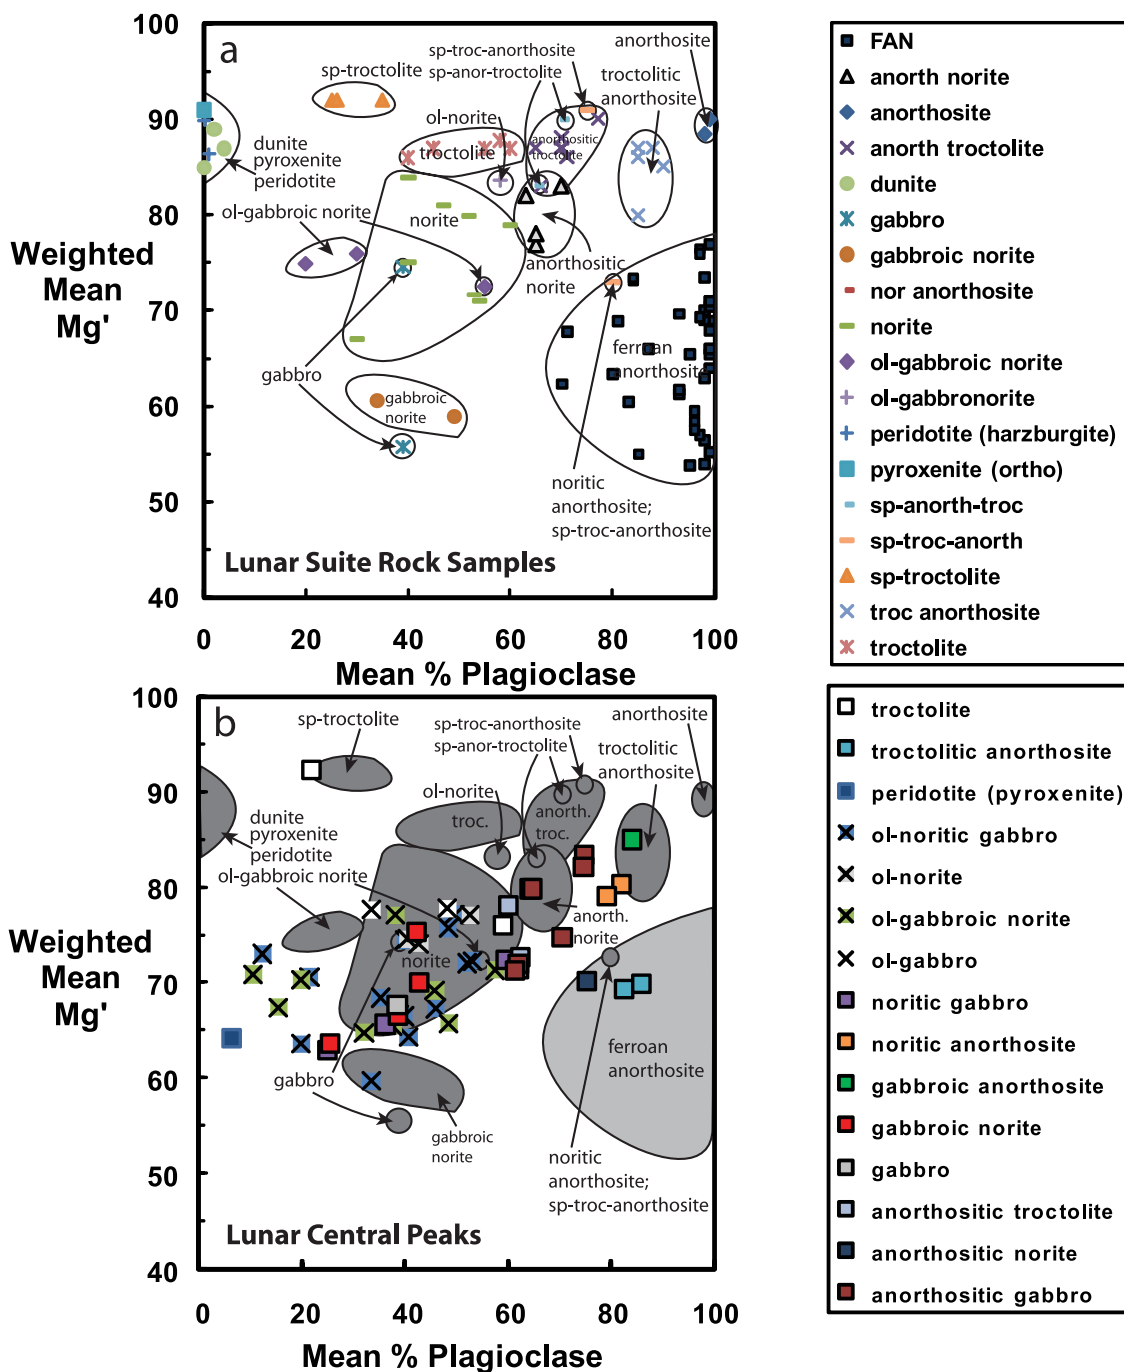 100
90
80
70
60
50
40
Weighted
Mean
Mg'
a
sp-troctolite
sp-troc-anorthosite
sp-anor-troctolite
anorthosite
troctolitic
anorthosite
ol-norite
troctolite
anorthositic
troctolite
dunite
pyroxenite
peridotite
ol-gabbroic norite
norite
anorthositic
norite
gabbro
gabbroic
norite
ferroan
anorthosite
noritic
anorthosite;
sp-troc-anorthosite
Lunar Suite Rock Samples
0 20 40 60 80 100
Mean % Plagioclase
FAN
anorth norite
anorthosite
anorth troctolite
dunite
gabbro
gabbroic norite
nor anorthosite
norite
ol-gabbroic norite
ol-gabbronorite
peridotite (harzburgite)
pyroxenite (ortho)
sp-anorth-troc
sp-troc-anorth
sp-troctolite
troc anorthosite
troctolite
100
90
80
70
60
50
40
Weighted
Mean
Mg'
b
sp-troctolite
sp-troc-anorthosite
sp-anor-troctolite
anorthosite
troctolitic
anorthosite
ol-norite
troc.
anorth.
troc.
dunite
pyroxenite
peridotite
ol-gabbroic norite
norite
anorth.
norite
gabbro
gabbroic
norite
ferroan
anorthosite
noritic
anorthosite;
sp-troc-anorthosite
Lunar Central Peaks
0 20 40 60 80 100
Mean % Plagioclase
troctolite
troctolitic anorthosite
peridotite (pyroxenite)
ol-noritic gabbro
ol-norite
ol-gabbroic norite
ol-gabbro
noritic gabbro
noritic anorthosite
gabbroic anorthosite
gabbroic norite
gabbro
anorthositic troctolite
anorthositic norite
anorthositic gabbro